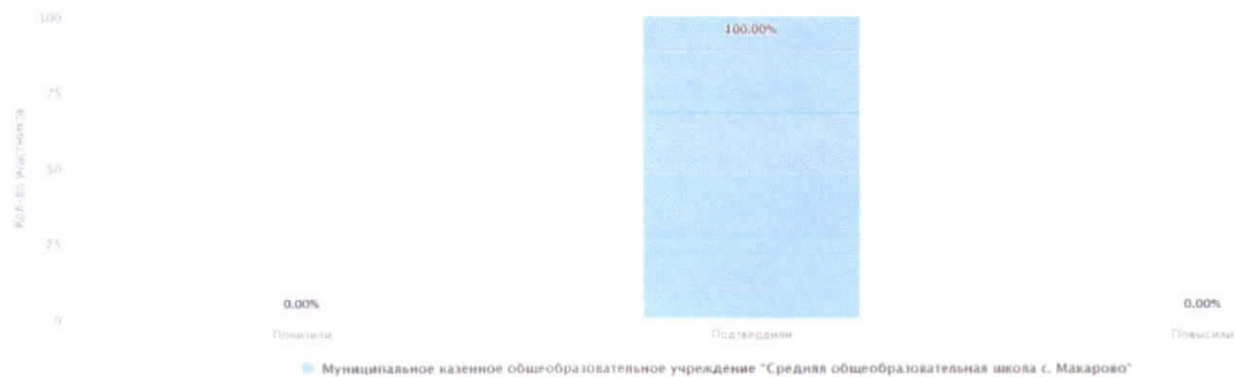 100
100.00%
75
Кол-во участников
50
25
0.00%
0.00%
0
Понизили
Подтвердили
Повысили
Муниципальное казенное общеобразовательное учреждение "Средняя общеобразовательная школа с. Макарово"